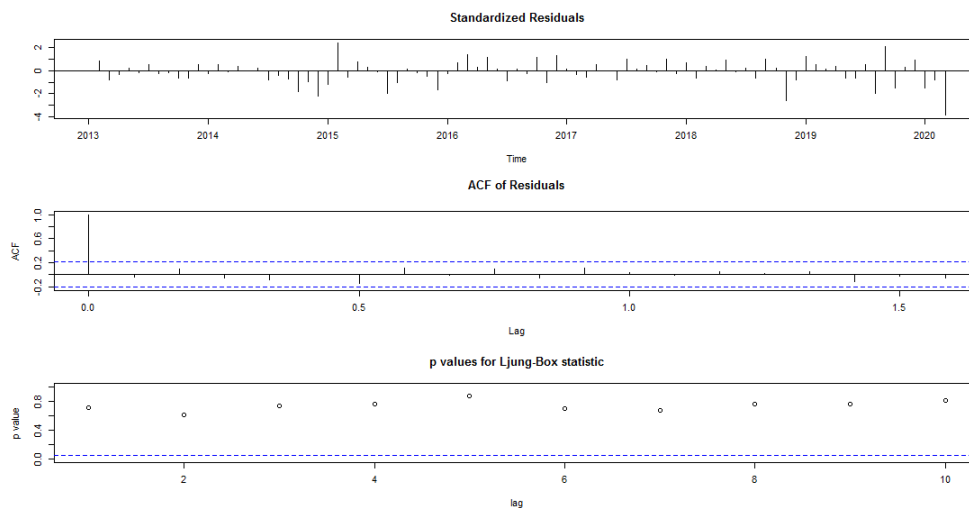 Standardized Residuals
2
0
-2
-4
2013 2014 2015 2016 2017 2018 2019 2020
Time
ACF of Residuals
ACF
1.0
0.6
0.2
-0.2
0.0 0.5 1.0 1.5
Lag
p values for Ljung-Box statistic
p value
0.8
0.4
0.0
2 4 6 8 10
lag